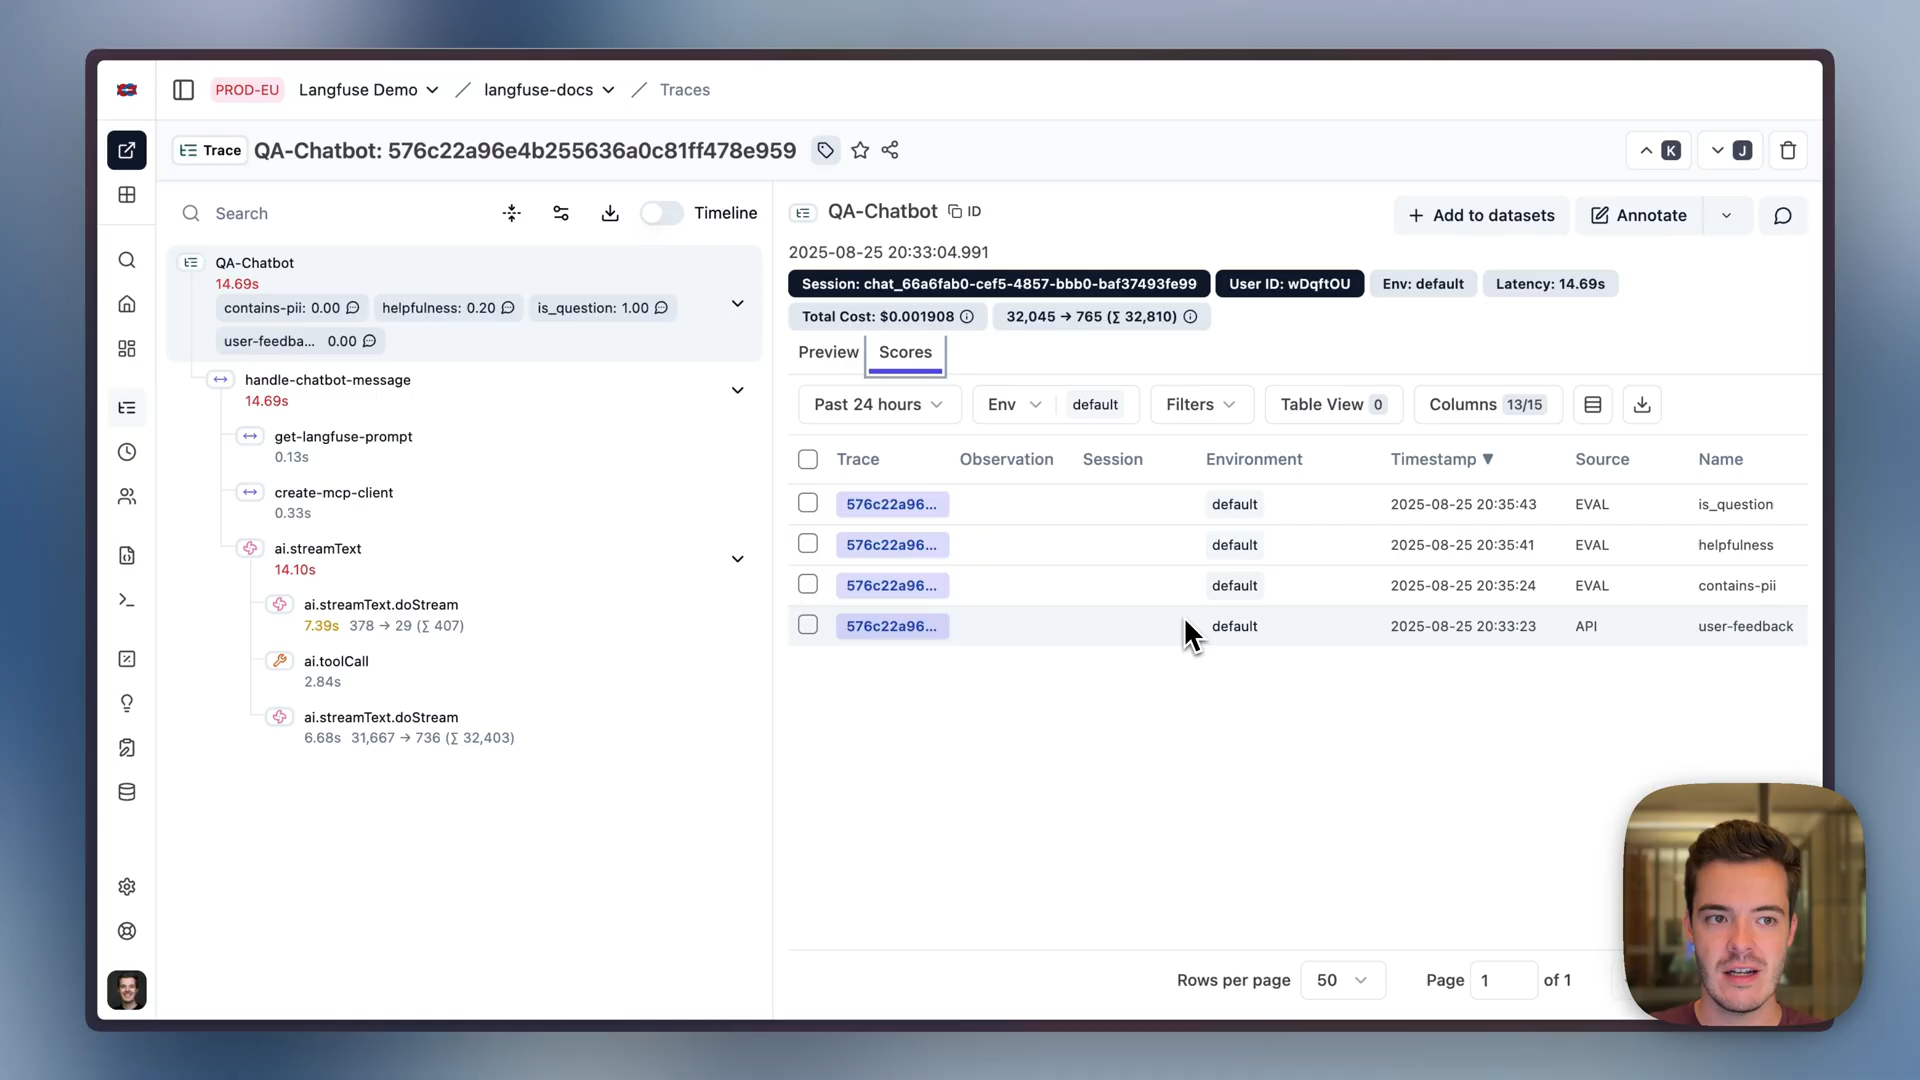 PROD-EU Langfuse Demo / langfuse-docs / Traces
Trace QA-Chatbot: 576c22a96e4b255636a0c81ff478e959
K J
Search
Timeline
QA-Chatbot
14.69s
contains-pii: 0.00 helpfulness: 0.20 is_question: 1.00
user-feedba... 0.00
handle-chatbot-message
14.69s
get-langfuse-prompt
0.13s
create-mcp-client
0.33s
ai.streamText
14.10s
ai.streamText.doStream
7.39s 378 → 29 (∑ 407)
ai.toolCall
2.84s
ai.streamText.doStream
6.68s 31,667 → 736 (∑ 32,403)
QA-Chatbot ID
+ Add to datasets Annotate
2025-08-25 20:33:04.991
Session: chat_66a6fab0-cef5-4857-bbb0-baf37493fe99 User ID: wDqftOU Env: default Latency: 14.69s
Total Cost: $0.001908 32,045 → 765 (∑ 32,810)
Preview Scores
Past 24 hours Env default Filters Table View 0 Columns 13/15
Trace Observation Session Environment Timestamp ▼ Source Name
576c22a96... default 2025-08-25 20:35:43 EVAL is_question
576c22a96... default 2025-08-25 20:35:41 EVAL helpfulness
576c22a96... default 2025-08-25 20:35:24 EVAL contains-pii
576c22a96... default 2025-08-25 20:33:23 API user-feedback
Rows per page 50 Page 1 of 1